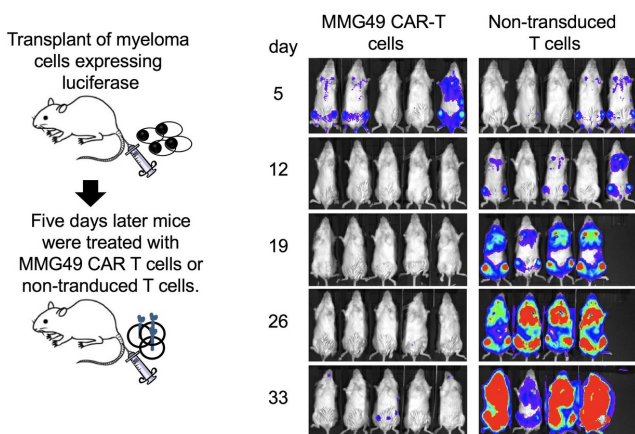 Transplant of myeloma
cells expressing
luciferase
Five days later mice
were treated with
MMG49 CAR T cells or
non-tranduced T cells.
MMG49 CAR-T
cells
Non-transduced
T cells
day
5
12
19
26
33